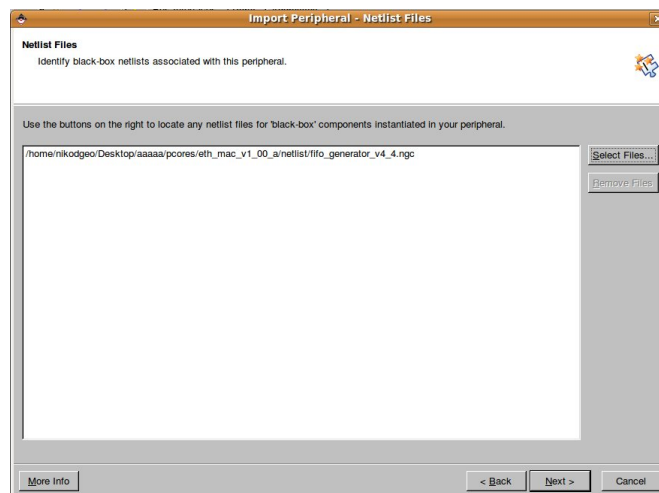 Import Peripheral - Netlist Files
Netlist Files
Identify black-box netlists associated with this peripheral.
Use the buttons on the right to locate any netlist files for 'black-box' components instantiated in your peripheral.
/home/nikodgeo/Desktop/aaaaa/pcores/eth_mac_v1_00_a/netlist/fifo_generator_v4_4.ngc
Select Files...
Remove Files
More Info
< Back
Next >
Cancel